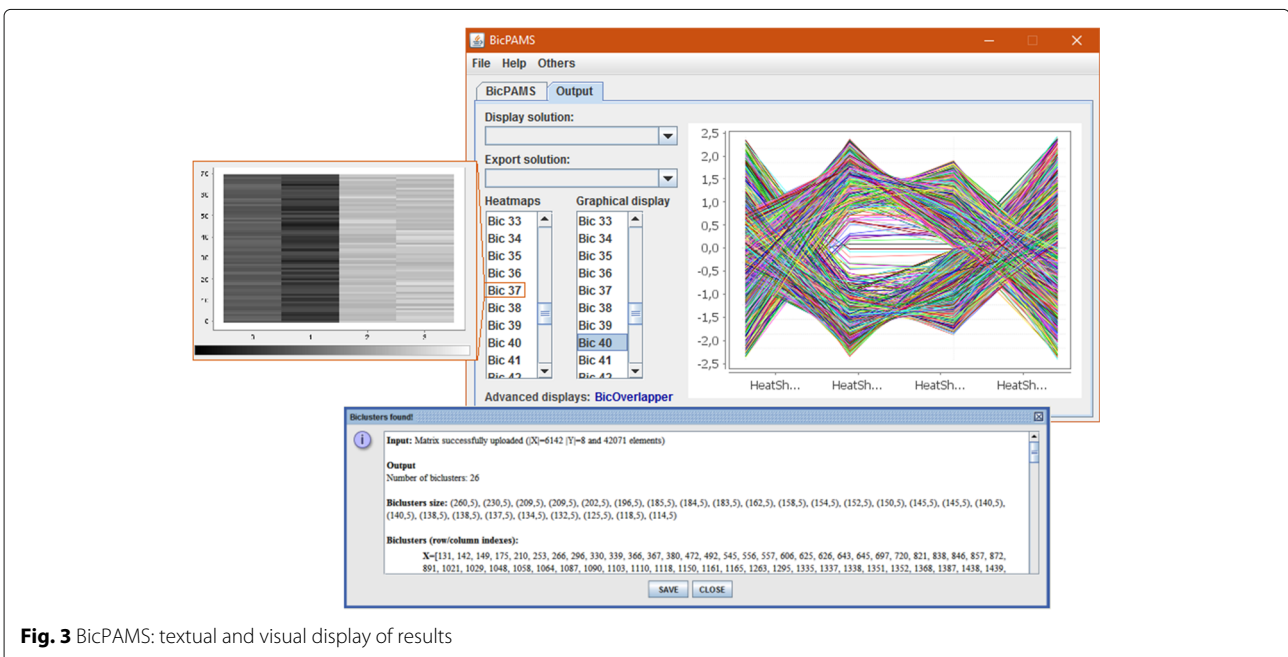 BicPAMS
File Help Others
BicPAMS Output
Display solution:
Export solution:
Heatmaps Graphical display
Bic 33 Bic 33
Bic 34 Bic 34
Bic 35 Bic 35
Bic 36 Bic 36
Bic 37 Bic 37
Bic 38 Bic 38
Bic 39 Bic 39
Bic 40 Bic 40
Bic 41 Bic 41
Bic 42 Bic 42
Advanced displays: BicOverlapper
2,5
2,0
1,5
1,0
0,5
0,0
-0,5
-1,0
-1,5
-2,0
-2,5
HeatSh... HeatSh... HeatSh... HeatSh...
Biclusters found!
Input: Matrix successfully uploaded (|X|=6142 |Y|=8 and 42071 elements)
Output
Number of biclusters: 26
Biclusters size: (260,5), (230,5), (209,5), (209,5), (202,5), (196,5), (185,5), (184,5), (183,5), (162,5), (158,5), (154,5), (152,5), (150,5), (145,5), (145,5), (140,5),
(140,5), (138,5), (138,5), (137,5), (134,5), (132,5), (125,5), (118,5), (114,5)
Biclusters (row/column indexes):
X=[131, 142, 149, 175, 210, 253, 266, 296, 330, 339, 366, 367, 380, 472, 492, 545, 556, 557, 606, 625, 626, 643, 645, 697, 720, 821, 838, 846, 857, 872,
891, 1021, 1029, 1048, 1058, 1064, 1087, 1090, 1103, 1110, 1118, 1150, 1161, 1165, 1263, 1295, 1335, 1337, 1338, 1351, 1352, 1368, 1387, 1438, 1439,
SAVE CLOSE
Fig. 3 BicPAMS: textual and visual display of results